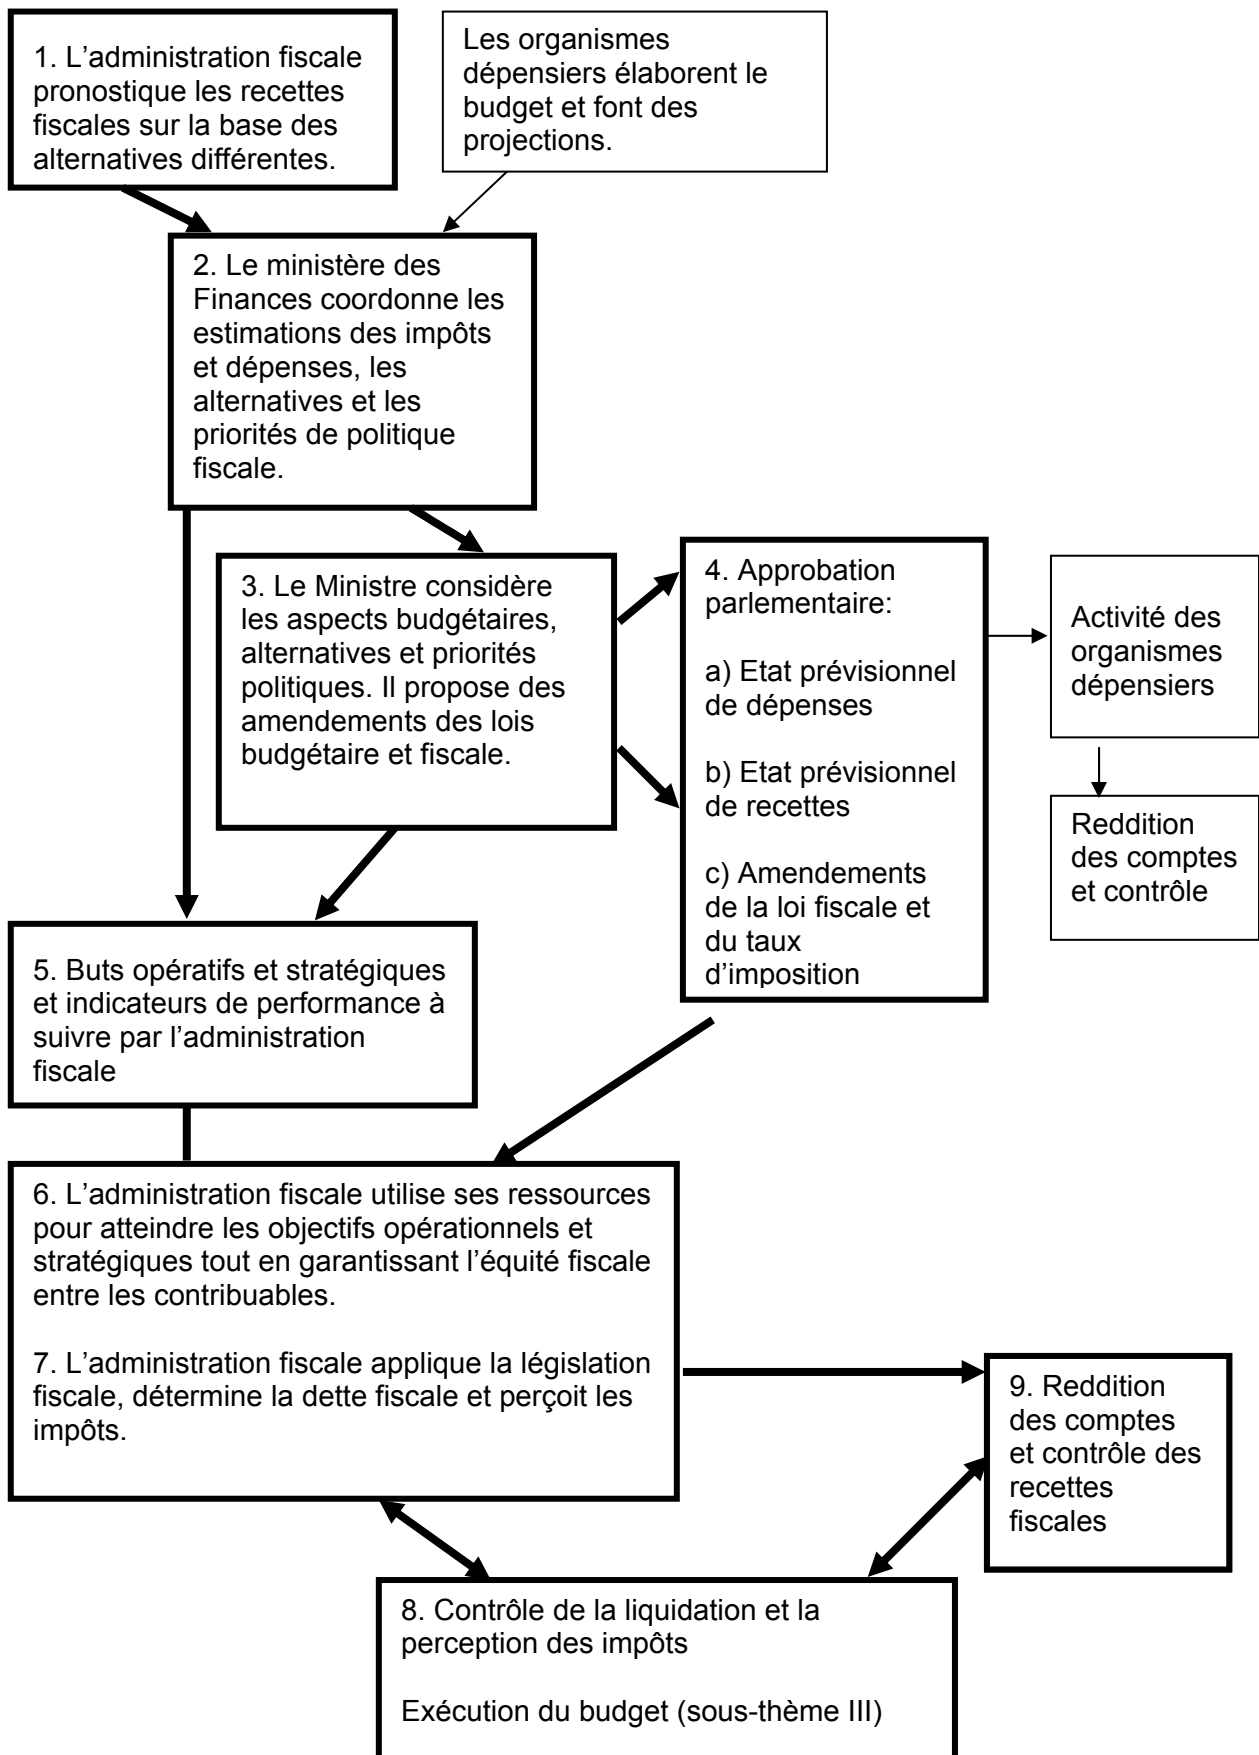 1. L’administration fiscale
pronostique les recettes
fiscales sur la base des
alternatives différentes.
Les organismes
dépensiers élaborent le
budget et font des
projections.
2. Le ministère des
Finances coordonne les
estimations des impôts
et dépenses, les
alternatives et les
priorités de politique
fiscale.
3. Le Ministre considère
les aspects budgétaires,
alternatives et priorités
politiques. Il propose des
amendements des lois
budgétaire et fiscale.
4. Approbation
parlementaire:
a) Etat prévisionnel
de dépenses
b) Etat prévisionnel
de recettes
c) Amendements
de la loi fiscale et
du taux
d’imposition
Activité des
organismes
dépensiers
Reddition
des comptes
et contrôle
5. Buts opératifs et stratégiques
et indicateurs de performance à
suivre par l’administration
fiscale
6. L’administration fiscale utilise ses ressources
pour atteindre les objectifs opérationnels et
stratégiques tout en garantissant l’équité fiscale
entre les contribuables.
7. L’administration fiscale applique la législation
fiscale, détermine la dette fiscale et perçoit les
impôts.
9. Reddition
des comptes
et contrôle des
recettes
fiscales
8. Contrôle de la liquidation et la
perception des impôts
Exécution du budget (sous-thème III)